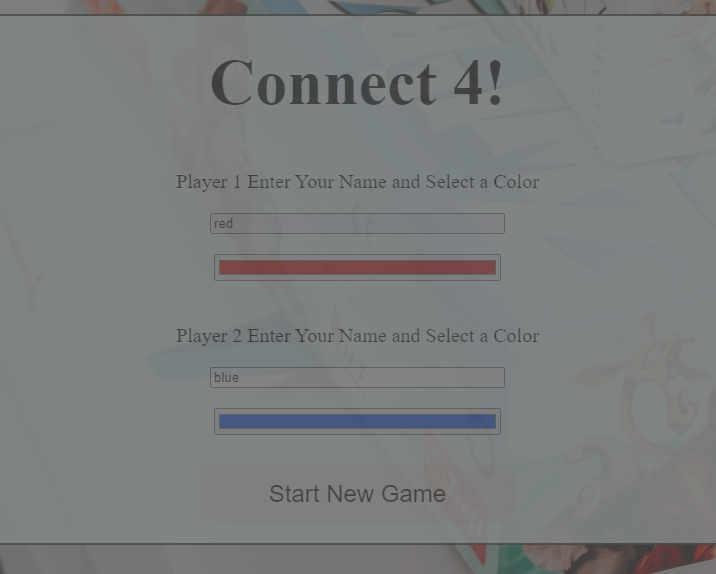 Connect 4!
Player 1 Enter Your Name and Select a Color
red
Player 2 Enter Your Name and Select a Color
blue
Start New Game